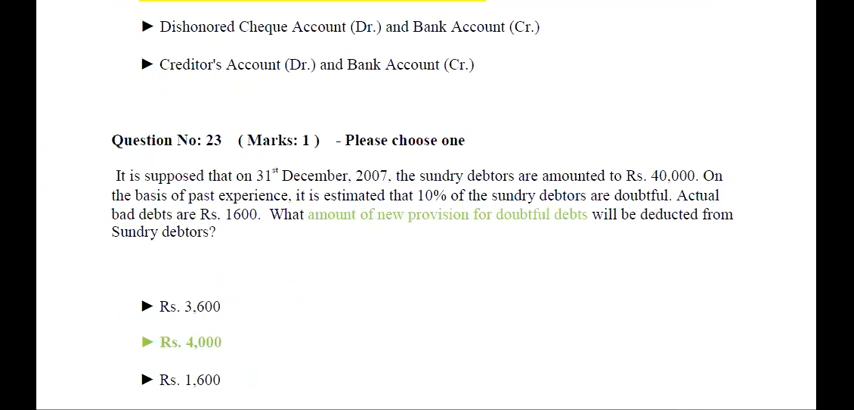 ► Dishonored Cheque Account (Dr.) and Bank Account (Cr.)
► Creditor's Account (Dr.) and Bank Account (Cr.)
Question No: 23 ( Marks: 1 ) - Please choose one
It is supposed that on 31st December, 2007, the sundry debtors are amounted to Rs. 40,000. On
the basis of past experience, it is estimated that 10% of the sundry debtors are doubtful. Actual
bad debts are Rs. 1600. What amount of new provision for doubtful debts will be deducted from
Sundry debtors?
► Rs. 3,600
► Rs. 4,000
► Rs. 1,600